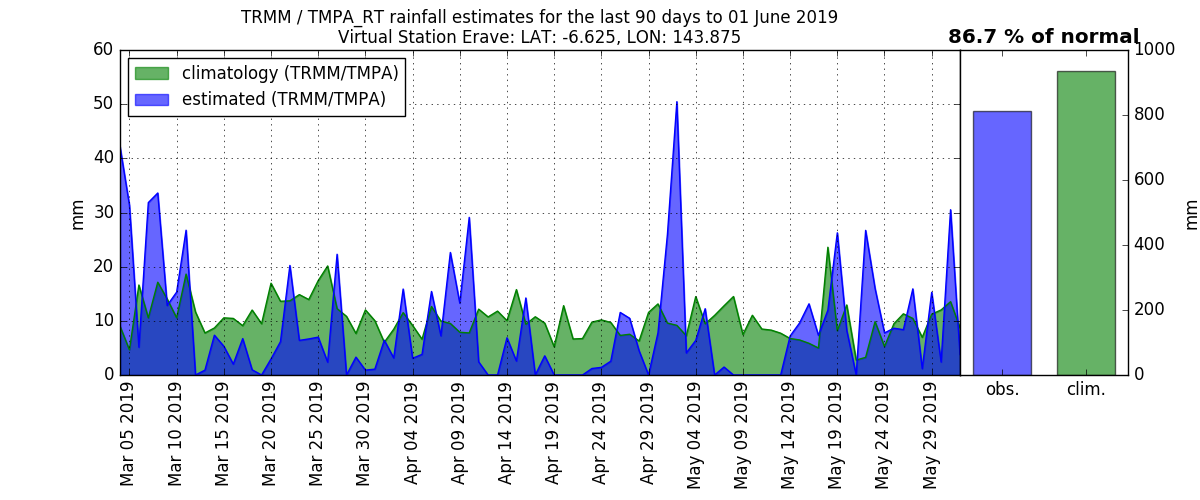 TRMM / TMPA_RT rainfall estimates for the last 90 days to 01 June 2019
Virtual Station Erave: LAT: -6.625, LON: 143.875
86.7 % of normal
climatology (TRMM/TMPA)
estimated (TRMM/TMPA)
mm
60
50
40
30
20
10
0
Mar 05 2019
Mar 10 2019
Mar 15 2019
Mar 20 2019
Mar 25 2019
Mar 30 2019
Apr 04 2019
Apr 09 2019
Apr 14 2019
Apr 19 2019
Apr 24 2019
Apr 29 2019
May 04 2019
May 09 2019
May 14 2019
May 19 2019
May 24 2019
May 29 2019
obs.
clim.
1000
800
600
400
200
0
mm